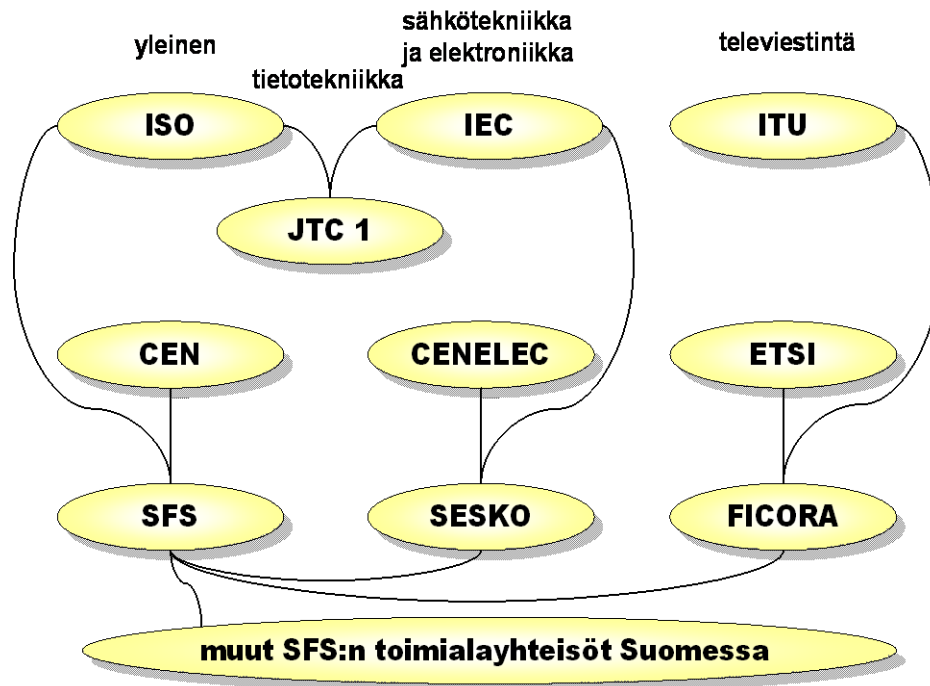 yleinen
sähkötekniikka
ja elektroniikka
televiestintä
tietotekniikka
ISO
IEC
ITU
JTC 1
CEN
CENELEC
ETSI
SFS
SESKO
FICORA
muut SFS:n toimialayhteisöt Suomessa